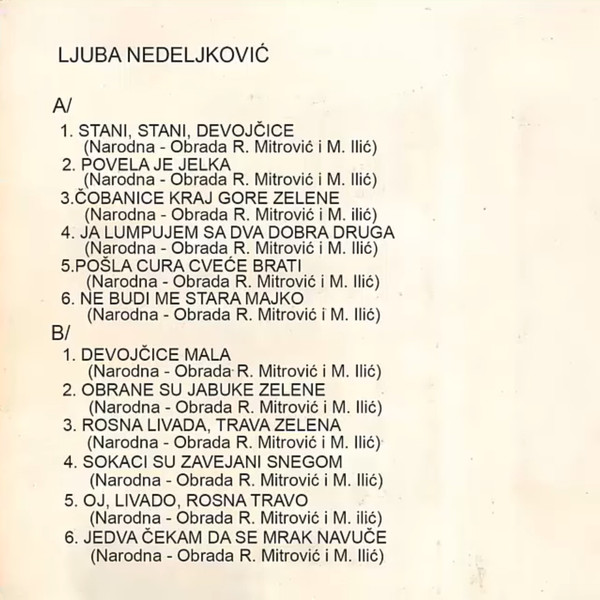 LJUBA NEDELJKOVIĆ
A/
1. STANI, STANI, DEVOJČICE
(Narodna - Obrada R. Mitrović i M. Ilić)
2. POVELA JE JELKA
(Narodna - Obrada R. Mitrović i M. Ilić)
3.ČOBANICE KRAJ GORE ZELENE
(Narodna - Obrada R. Mitrović i M. ilić)
4. JA LUMPUJEM SA DVA DOBRA DRUGA
(Narodna - Obrada R. Mitrović i M. Ilić)
5.POŠLA CURA CVEĆE BRATI
(Narodna - Obrada R. Mitrović i M. Ilić)
6. NE BUDI ME STARA MAJKO
(Narodna - Obrada R. Mitrović i M. Ilić)
B/
1. DEVOJČICE MALA
(Narodna - Obrada R. Mitrović i M. Ilić)
2. OBRANE SU JABUKE ZELENE
(Narodna - Obrada R. Mitrović i M. Ilić)
3. ROSNA LIVADA, TRAVA ZELENA
(Narodna - Obrada R. Mitrović i M. Ilić)
4. SOKACI SU ZAVEJANI SNEGOM
(Narodna - Obrada R. Mitrović i M. Ilić)
5. OJ, LIVADO, ROSNA TRAVO
(Narodna - Obrada R. Mitrović i M. ilić)
6. JEDVA ČEKAM DA SE MRAK NAVUČE
(Narodna - Obrada R. Mitrović i M. Ilić)